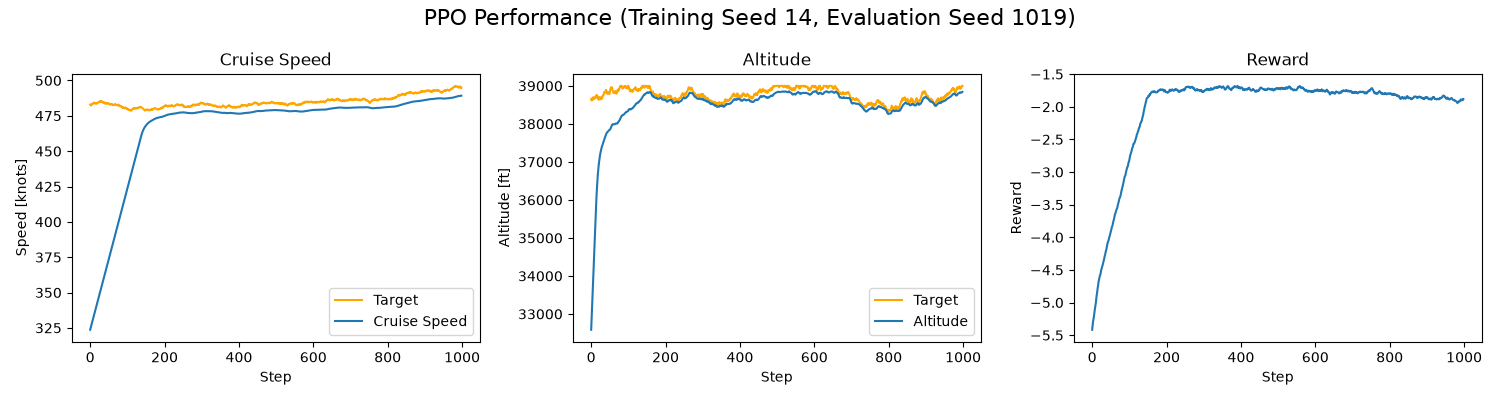 PPO Performance (Training Seed 14, Evaluation Seed 1019)
Cruise Speed
Speed [knots]
500
475
450
425
400
375
350
325
0 200 400 600 800 1000
Step
Target
Cruise Speed
Altitude
Altitude [ft]
39000
38000
37000
36000
35000
34000
33000
0 200 400 600 800 1000
Step
Target
Altitude
Reward
Reward
−1.5
−2.0
−2.5
−3.0
−3.5
−4.0
−4.5
−5.0
−5.5
0 200 400 600 800 1000
Step